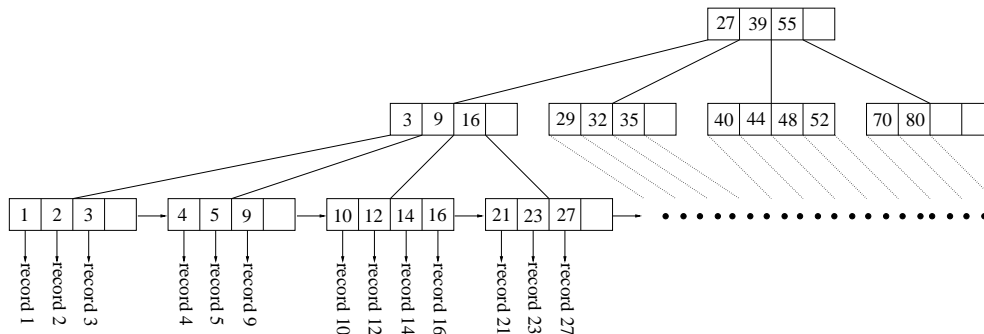 27 39 55
3 9 16
29 32 35
40 44 48 52
70 80
1 2 3
4 5 9
10 12 14 16
21 23 27
record 1
record 2
record 3
record 4
record 5
record 9
record 10
record 12
record 14
record 16
record 21
record 23
record 27